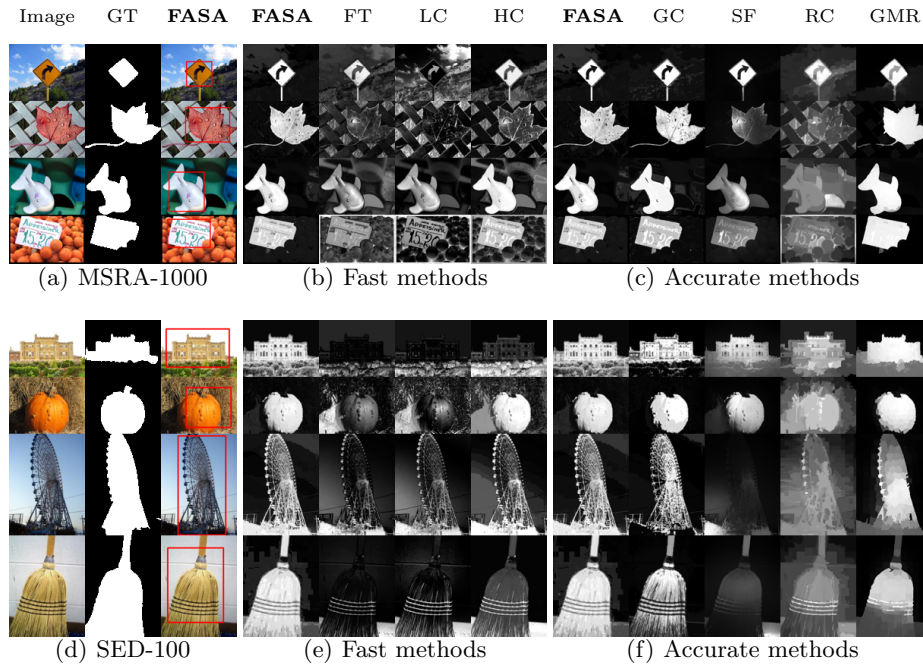 Image GT FASA FASA FT LC HC FASA GC SF RC GMR
(a) MSRA-1000 (b) Fast methods (c) Accurate methods
(d) SED-100 (e) Fast methods (f) Accurate methods